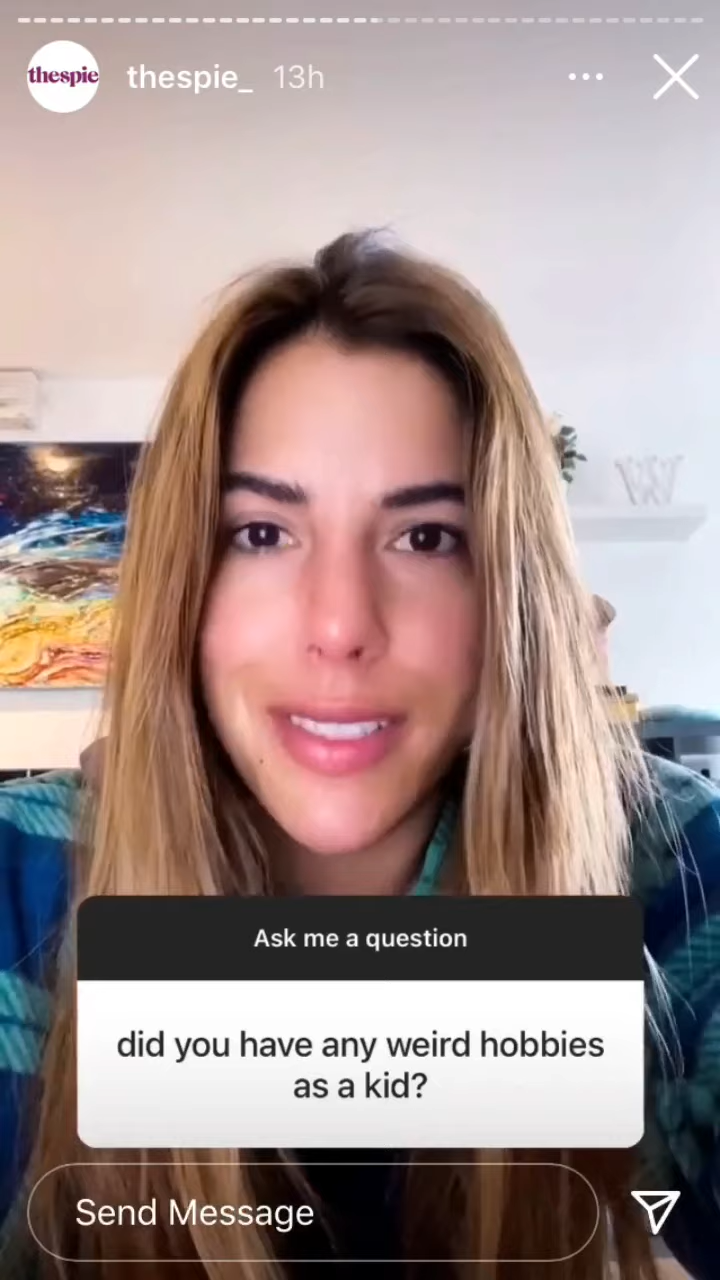 thespie
thespie_ 13h
Ask me a question
did you have any weird hobbies
as a kid?
Send Message